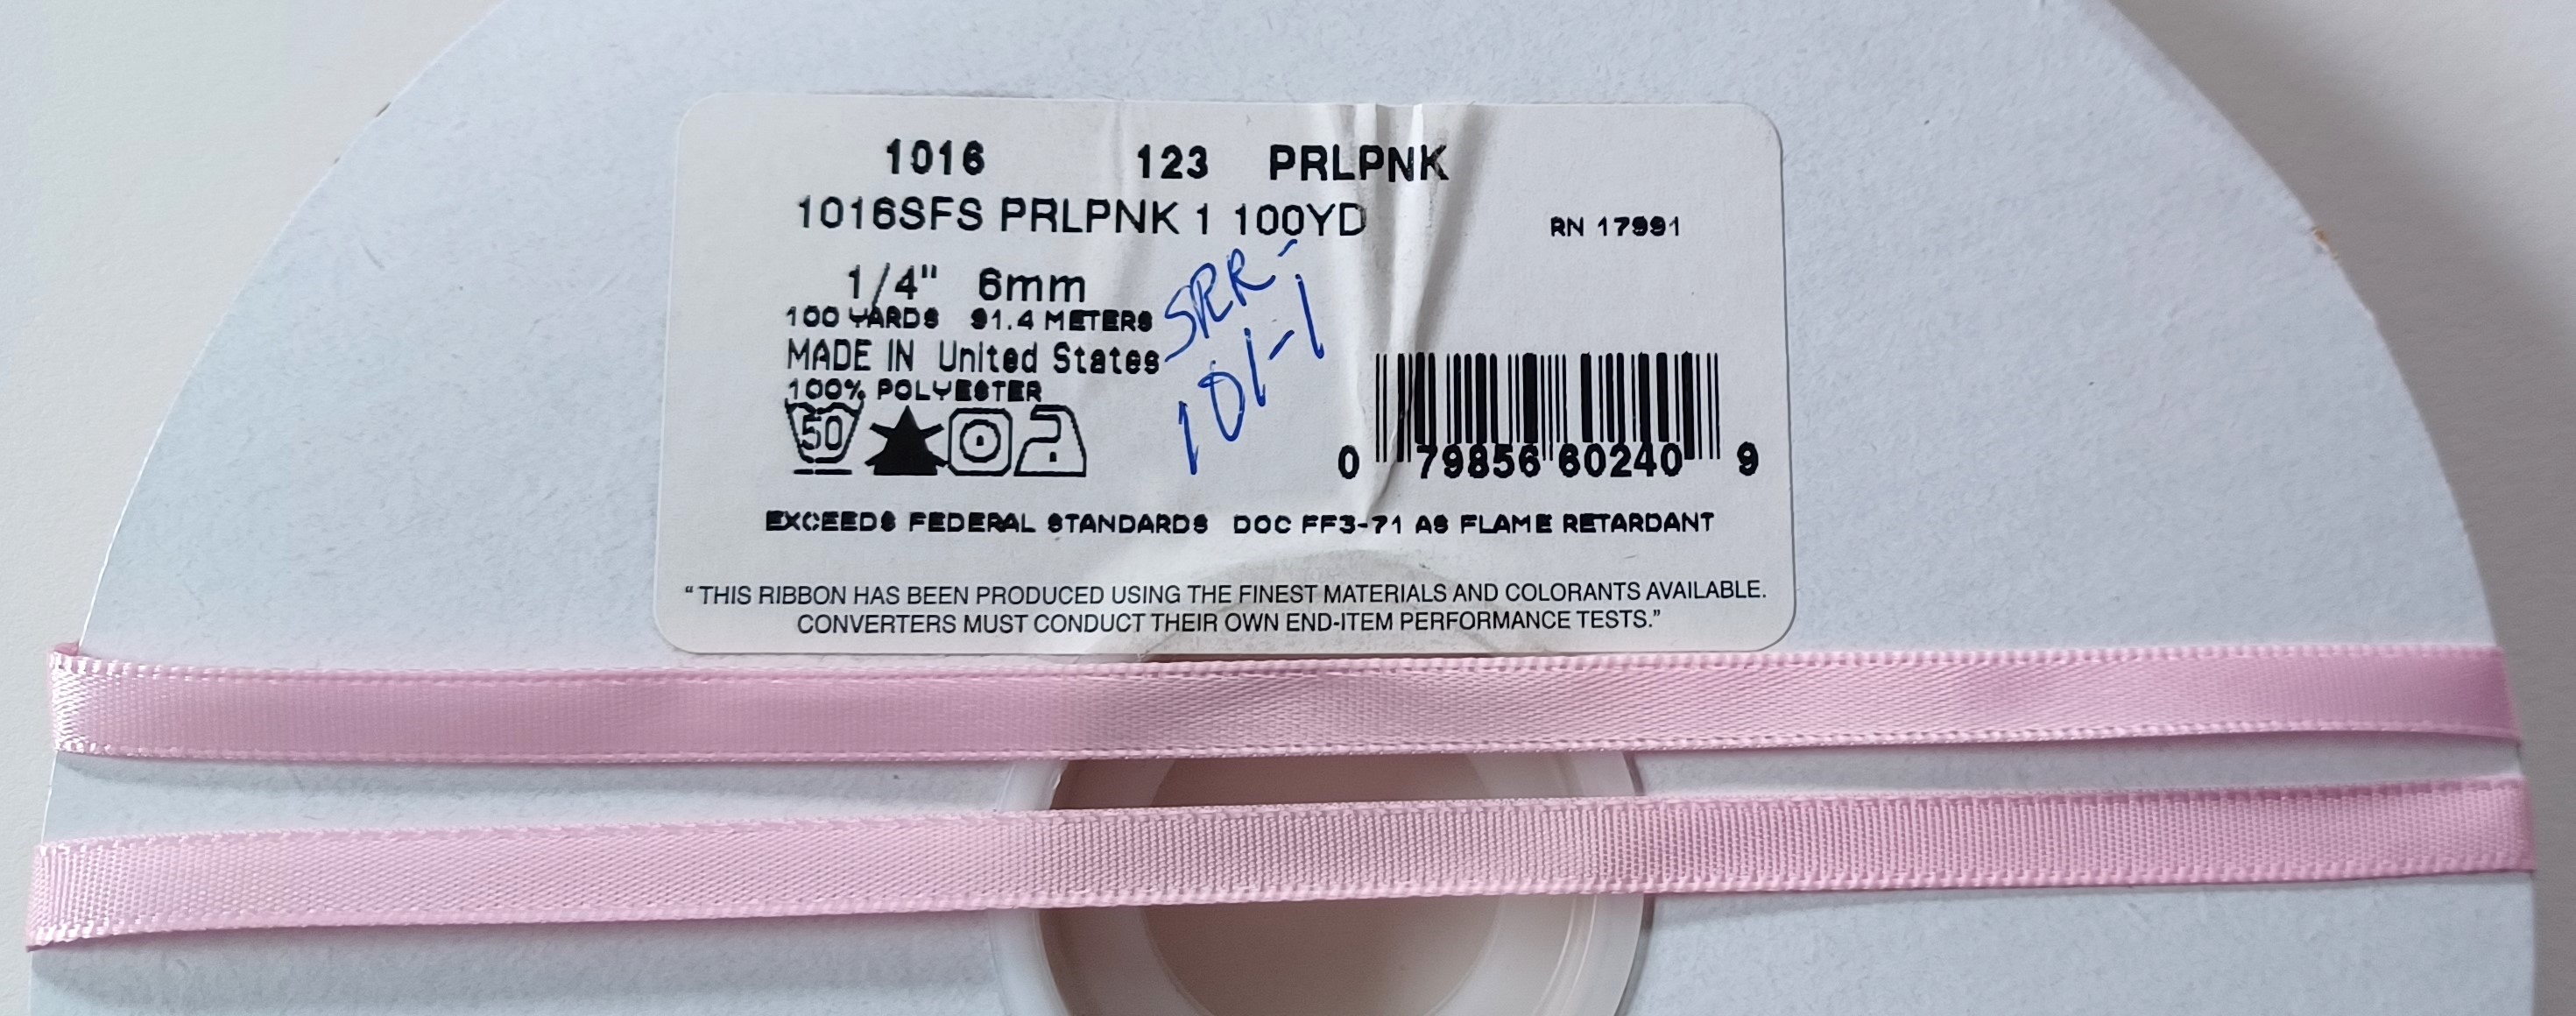 1016 123 PRLPNK
1016SFS PRLPNK 1 100YD
RN 17991
1/4" 6mm
100 YARDS 91.4 METERS
MADE IN United States
100% POLYESTER
50
SRR-
101-1
0 79856 60240 9
EXCEEDS FEDERAL STANDARDS DOC FF3-71 AS FLAME RETARDANT
“ THIS RIBBON HAS BEEN PRODUCED USING THE FINEST MATERIALS AND COLORANTS AVAILABLE.
CONVERTERS MUST CONDUCT THEIR OWN END-ITEM PERFORMANCE TESTS.”